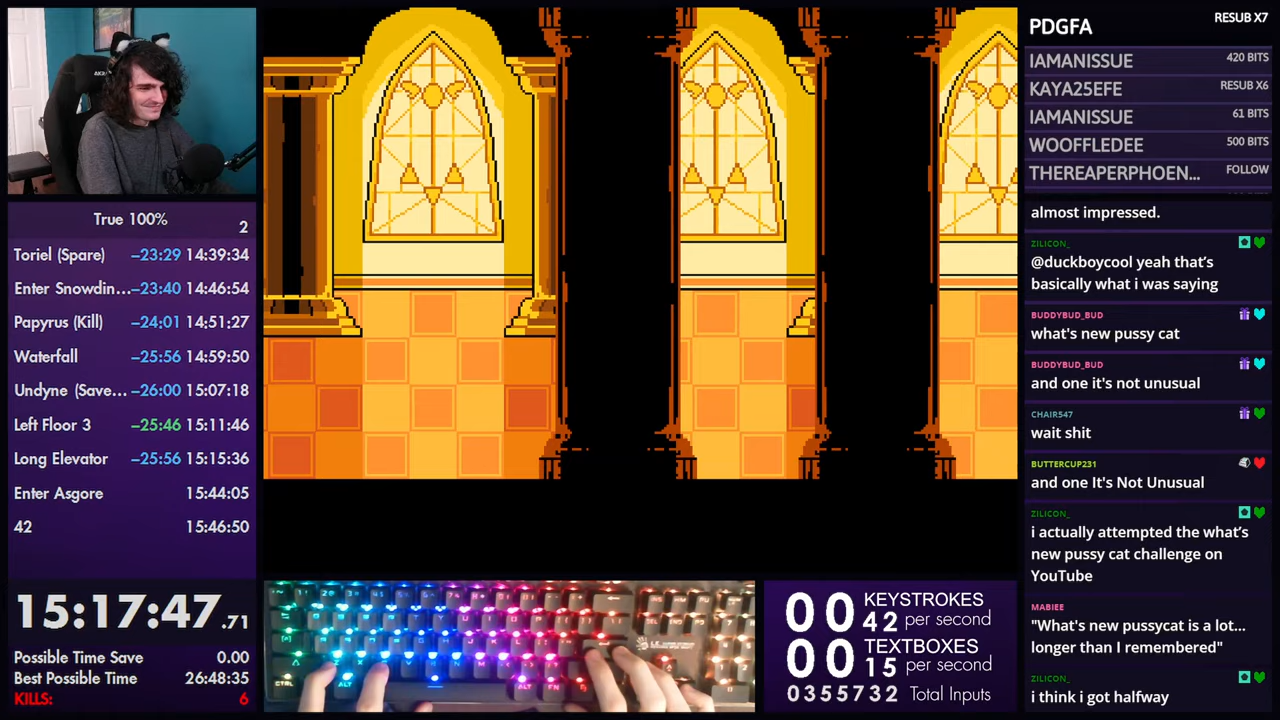 True 100%
2
Toriel (Spare) -23:29 14:39:34
Enter Snowdin... -23:40 14:46:54
Papyrus (Kill) -24:01 14:51:27
Waterfall -25:56 14:59:50
Undyne (Save... -26:00 15:07:18
Left Floor 3 -25:46 15:11:46
Long Elevator -25:56 15:15:36
Enter Asgore 15:44:05
42 15:46:50
15:17:47.71
Possible Time Save 0.00
Best Possible Time 26:48:35
KILLS: 6
00 KEYSTROKES
42 per second
00 TEXTBOXES
15 per second
0355732 Total Inputs
PDGFA RESUB X7
IAMANISSUE 420 BITS
KAYA25EFE RESUB X6
IAMANISSUE 61 BITS
WOOFFLEDEE 500 BITS
THEREAPERPHOEN... FOLLOW
almost impressed.
ZILICON_
@duckboycool yeah that's
basically what i was saying
BUDDYBUD_BUD
what's new pussy cat
BUDDYBUD_BUD
and one it's not unusual
CHAIR547
wait shit
BUTTERCUP231
and one It's Not Unusual
ZILICON_
i actually attempted the what's
new pussy cat challenge on
YouTube
MABIEE
"What's new pussycat is a lot...
longer than I remembered"
ZILICON_
i think i got halfway